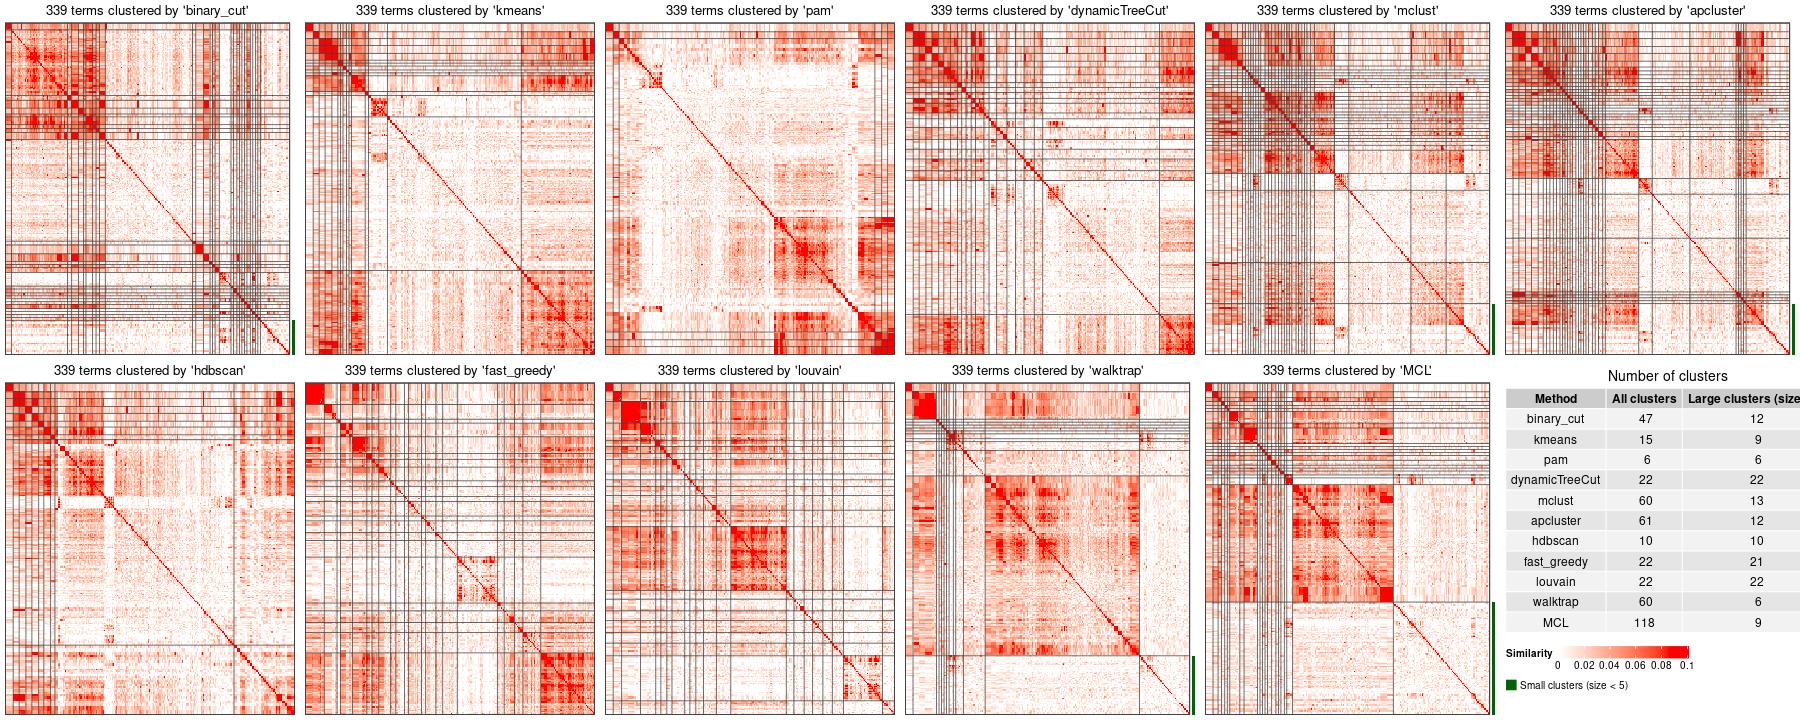 339 terms clustered by 'binary_cut'
339 terms clustered by 'kmeans'
339 terms clustered by 'pam'
339 terms clustered by 'dynamicTreeCut'
339 terms clustered by 'mclust'
339 terms clustered by 'apcluster'
339 terms clustered by 'hdbscan'
339 terms clustered by 'fast_greedy'
339 terms clustered by 'louvain'
339 terms clustered by 'walktrap'
339 terms clustered by 'MCL'
Number of clusters
Method All clusters Large clusters (size
binary_cut 47 12
kmeans 15 9
pam 6 6
dynamicTreeCut 22 22
mclust 60 13
apcluster 61 12
hdbscan 10 10
fast_greedy 22 21
louvain 22 22
walktrap 60 6
MCL 118 9
Similarity
0 0.02 0.04 0.06 0.08 0.1
Small clusters (size < 5)